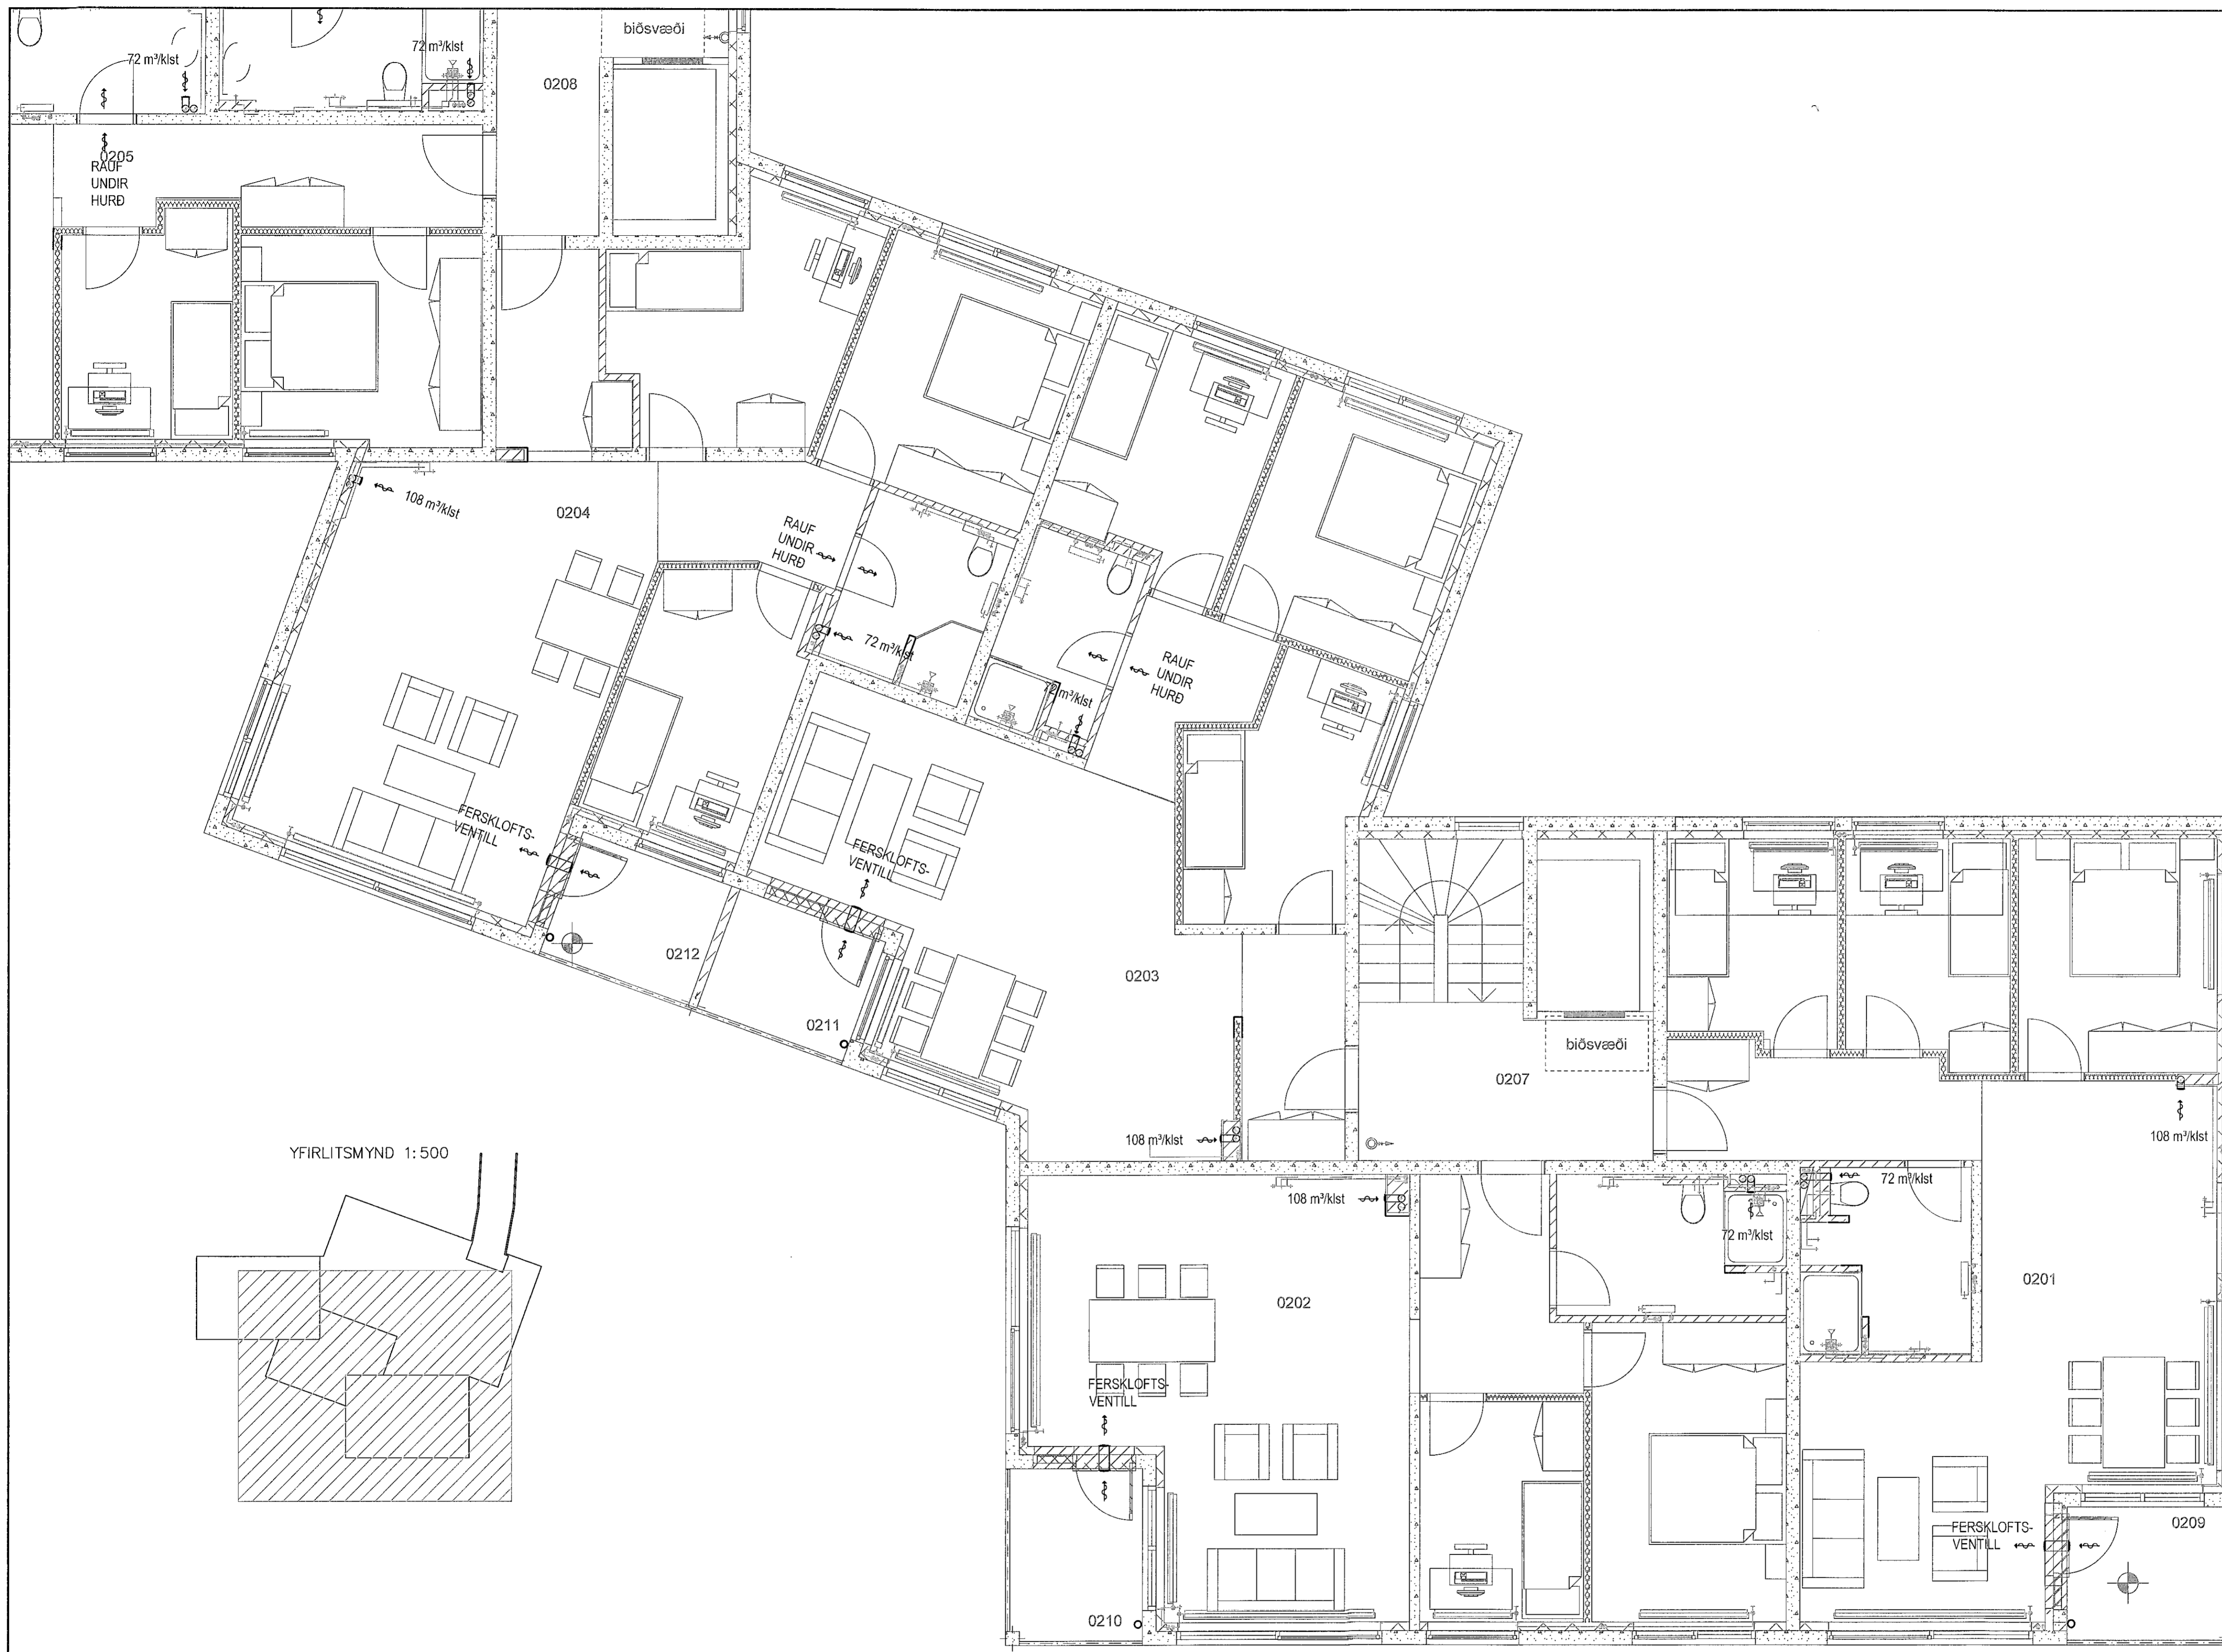 biðsvæði
72 m³/klst
72 m³/klst
0208
0205
RAUF
UNDIR
HURÐ
108 m³/klst
0204
RAUF
UNDIR
HURÐ
72 m³/klst
RAUF
UNDIR
HURÐ
72 m³/klst
FERSKLOFTS-
VENTILL
FERSKLOFTS-
VENTILL
0212
0203
0211
biðsvæði
0207
108 m³/klst
108 m³/klst
YFIRLITSMYND 1:500
72 m³/klst
108 m³/klst
72 m³/klst
0201
0202
FERSKLOFTS-
VENTILL
0209
FERSKLOFTS-
VENTILL
0210